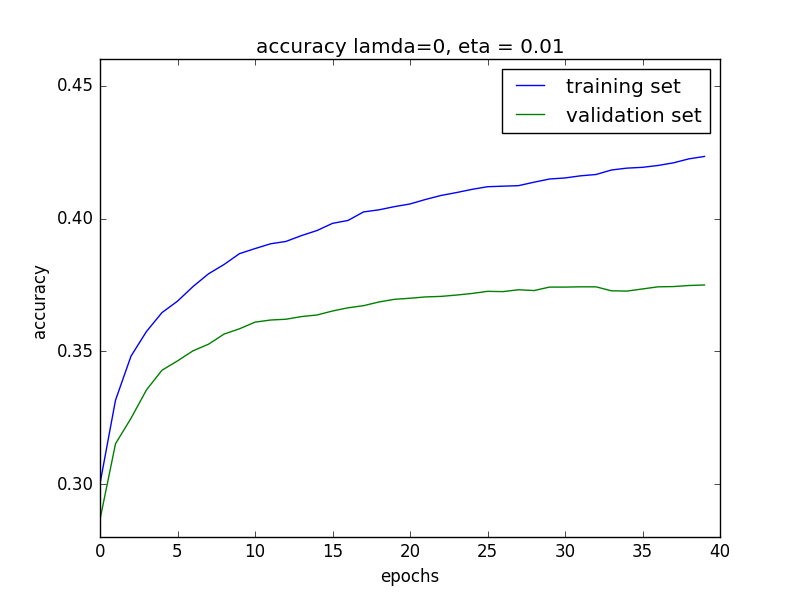 accuracy lamda=0, eta = 0.01
training set
validation set
0.45
0.40
0.35
0.30
accuracy
0 5 10 15 20 25 30 35 40
epochs